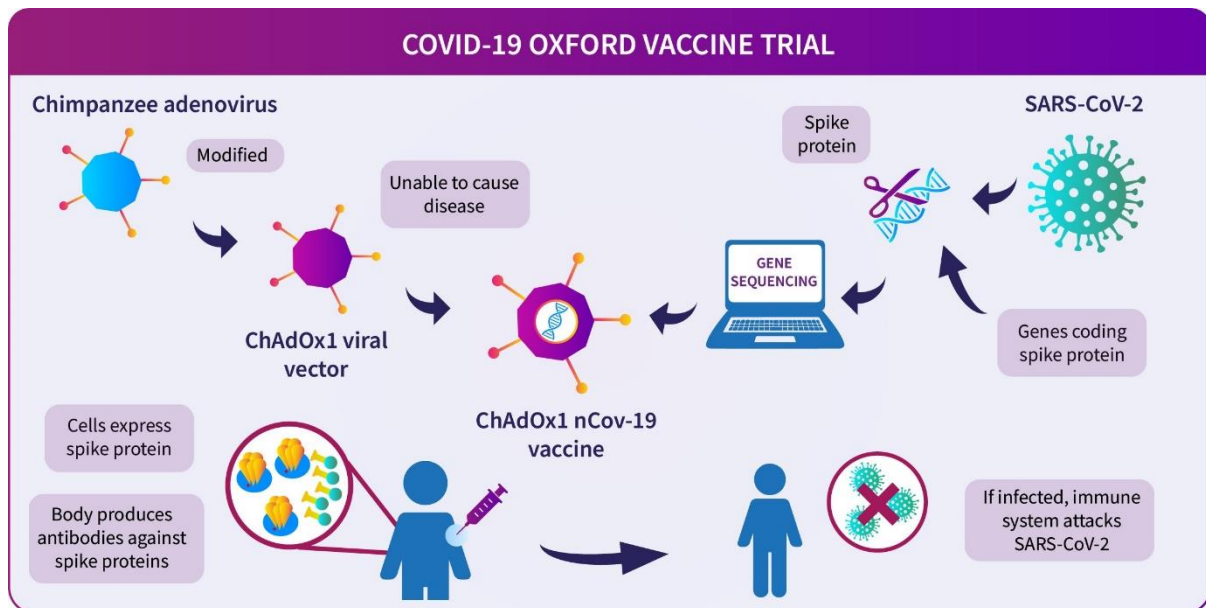 COVID-19 OXFORD VACCINE TRIAL
Chimpanzee adenovirus
Modified
Unable to cause
disease
Spike
protein
SARS-CoV-2
GENE
SEQUENCING
Genes coding
spike protein
ChAdOx1 viral
vector
ChAdOx1 nCov-19
vaccine
Cells express
spike protein
Body produces
antibodies against
spike proteins
If infected, immune
system attacks
SARS-CoV-2